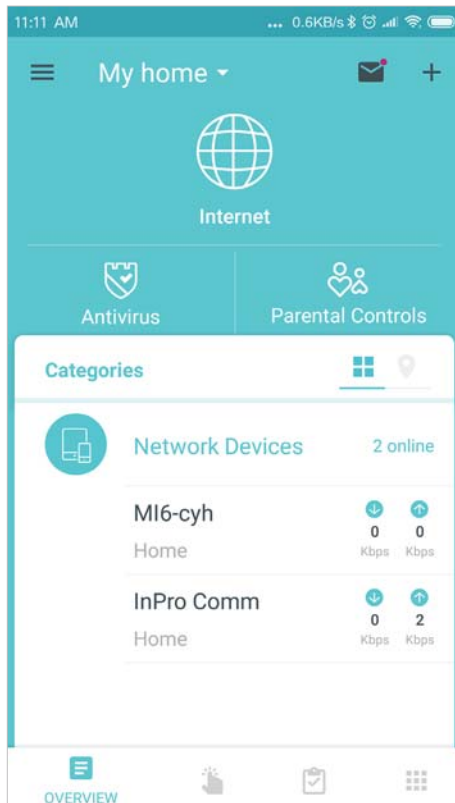 11:11 AM ... 0.6KB/s
My home
Internet
Antivirus Parental Controls
Categories
Network Devices 2 online
MI6-cyh 0 0
Home Kbps Kbps
InPro Comm 0 2
Home Kbps Kbps
OVERVIEW